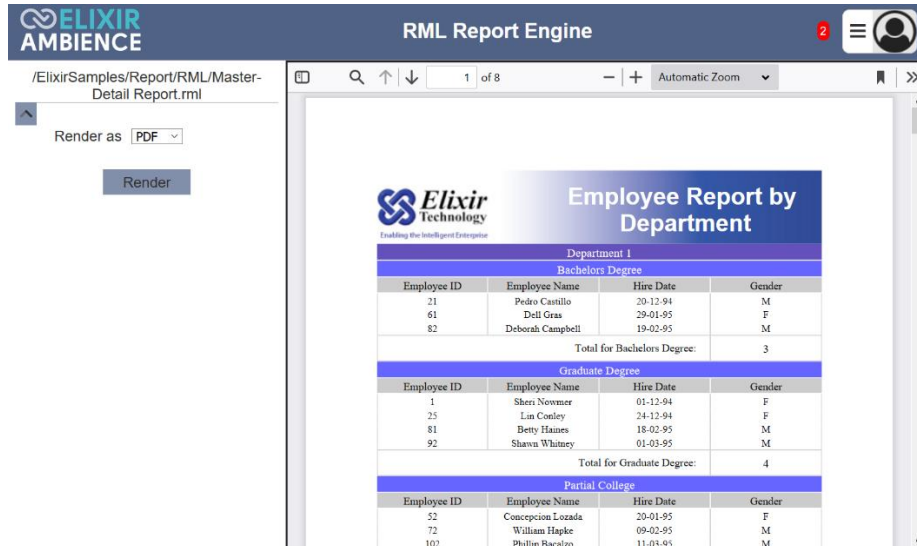 ELIXIR
AMBIENCE
RML Report Engine
2
/ElixirSamples/Report/RML/Master-
Detail Report.rml
Render as PDF
Render
1 of 8
Automatic Zoom
Elixir
Technology
Enabling the Intelligent Enterprise
Employee Report by
Department
Department 1
Bachelors Degree
Employee ID Employee Name Hire Date Gender
21 Pedro Castillo 20-12-94 M
61 Dell Gras 29-01-95 F
82 Deborah Campbell 19-02-95 M
Total for Bachelors Degree: 3
Graduate Degree
Employee ID Employee Name Hire Date Gender
1 Sheri Nowmer 01-12-94 F
25 Lin Conley 24-12-94 F
81 Betty Haines 18-02-95 M
92 Shawn Whitney 01-03-95 M
Total for Graduate Degree: 4
Partial College
Employee ID Employee Name Hire Date Gender
52 Concepcion Lozada 20-01-95 F
72 William Hapke 09-02-95 M
102 Phillip Bacalzo 11-03-95 M